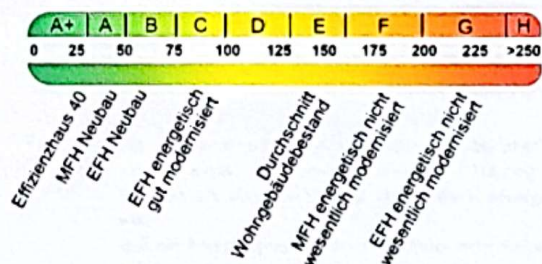 A+ A B C D E F G H
0 25 50 75 100 125 150 175 200 225 >250
Effizienzhaus 40
MFH Neubau
EFH Neubau
EFH energetisch
gut modernisiert
Durchschnitt
Wohngebäudebestand
MFH energetisch nicht
wesentlich modernisiert
EFH energetisch nicht
wesentlich modernisiert